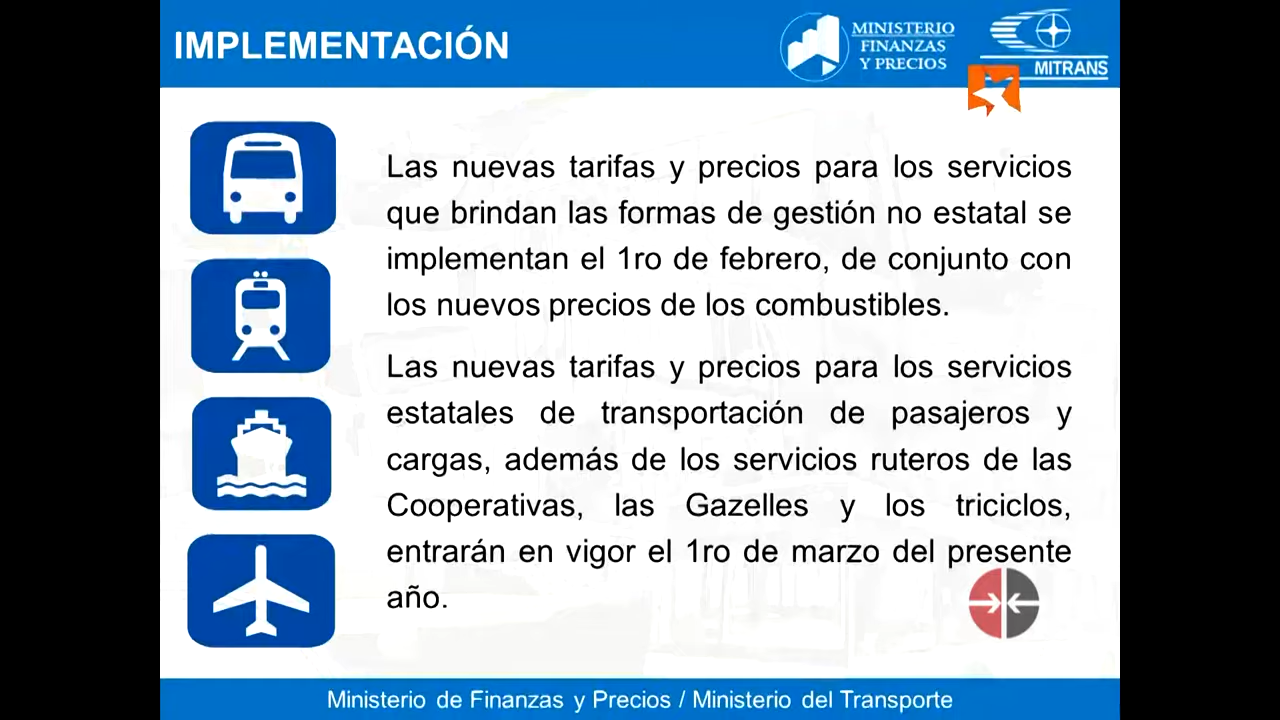 IMPLEMENTACIÓN
MINISTERIO
FINANZAS
Y PRECIOS
MITRANS
Las nuevas tarifas y precios para los servicios
que brindan las formas de gestión no estatal se
implementan el 1ro de febrero, de conjunto con
los nuevos precios de los combustibles.
Las nuevas tarifas y precios para los servicios
estatales de transportación de pasajeros y
cargas, además de los servicios ruteros de las
Cooperativas, las Gazelles y los triciclos,
entrarán en vigor el 1ro de marzo del presente
año.
Ministerio de Finanzas y Precios / Ministerio del Transporte